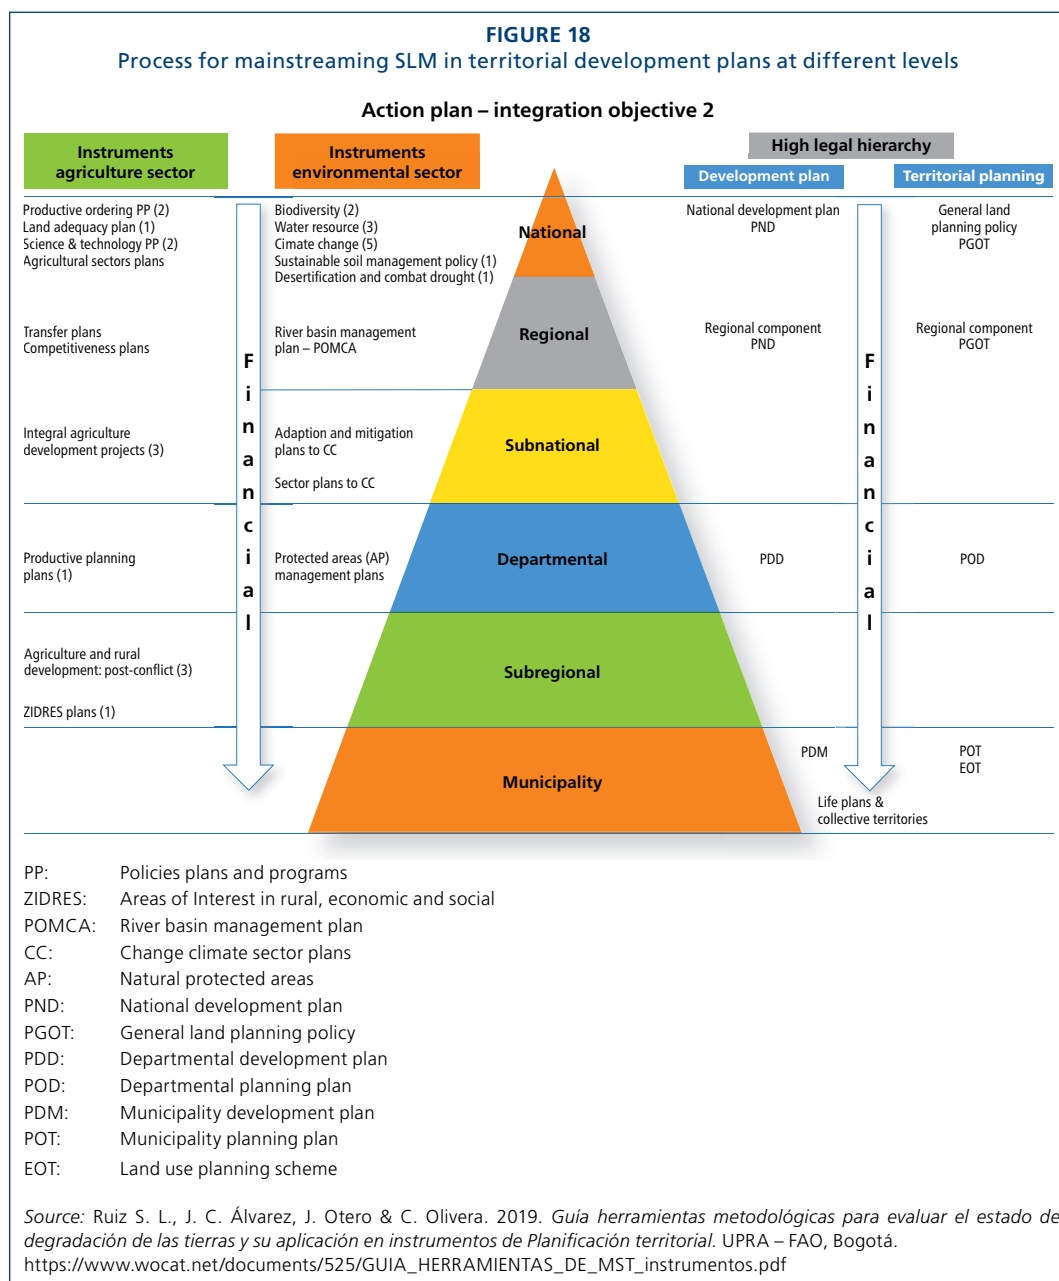 FIGURE 18
Process for mainstreaming SLM in territorial development plans at different levels
Action plan – integration objective 2
Instruments
agriculture sector
Instruments
environmental sector
High legal hierarchy
Development plan
Territorial planning
Productive ordering PP (2)
Land adequacy plan (1)
Science & technology PP (2)
Agricultural sectors plans
Biodiversity (2)
Water resource (3)
Cimate change (5)
Sustainable soil management policy (1)
Desertification and combat drought (1)
National
National development plan
PND
General land
planning policy
PGOT
Transfer plans
Competitiveness plans
River basin management
plan – POMCA
Regional
Regional component
PND
Regional component
PGOT
Integral agriculture
development projects (3)
Adaption and mitigation
plans to CC
Sector plans to CC
Subnational
Productive planning
plans (1)
Protected areas (AP)
management plans
Departmental
PDD
POD
Agriculture and rural
development: post-conflict (3)
ZIDRES plans (1)
Subregional
Municipality
PDM
POT
EOT
Life plans &
collective territories
Financial
Financial
PP: Policies plans and programs
ZIDRES: Areas of Interest in rural, economic and social
POMCA: River basin management plan
CC: Change climate sector plans
AP: Natural protected areas
PND: National development plan
PGOT: General land planning policy
PDD: Departmental development plan
POD: Departmental planning plan
PDM: Municipality development plan
POT: Municipality planning plan
EOT: Land use planning scheme
Source: Ruiz S. L., J. C. Álvarez, J. Otero & C. Olivera. 2019. Guía herramientas metodológicas para evaluar el estado de
degradación de las tierras y su aplicación en instrumentos de Planificación territorial. UPRA – FAO, Bogotá.
https://www.wocat.net/documents/525/GUIA_HERRAMIENTAS_DE_MST_instrumentos.pdf